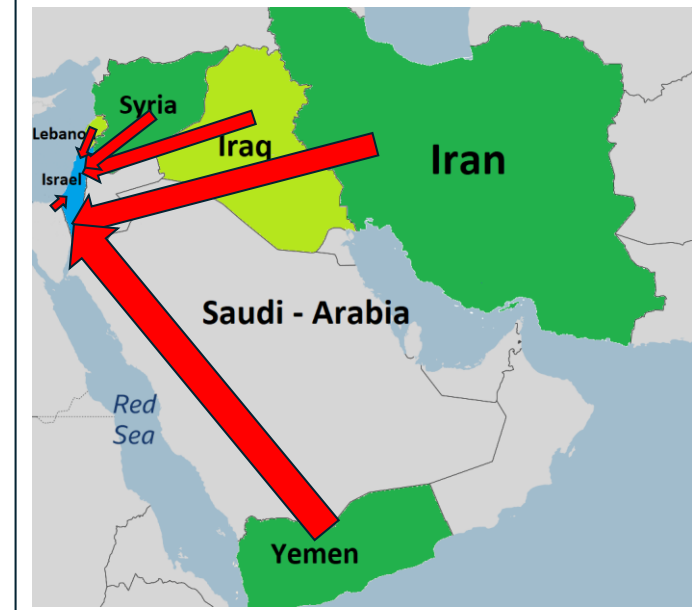 Syria
Lebano
Iraq
Iran
Israel
Saudi - Arabia
Red
Sea
Yemen